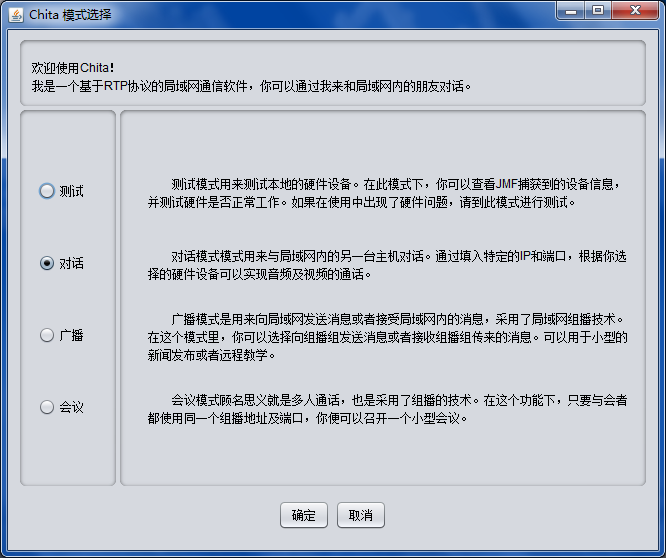 Chita 模式选择
欢迎使用Chita!
我是一个基于RTP协议的局域网通信软件，你可以通过我来和局域网内的朋友对话。
测试
测试模式用来测试本地的硬件设备。在此模式下，你可以查看JMF捕获到的设备信息，
并测试硬件是否正常工作。如果在使用中出现了硬件问题，请到此模式进行测试。
对话
对话模式模式用来与局域网内的另一台主机对话。通过填入特定的IP和端口，根据你选
择的硬件设备可以实现音频及视频的通话。
广播
广播模式是用来向局域网发送消息或者接受局域网内的消息，采用了局域网组播技术。
在这个模式里，你可以选择向组播组发送消息或者接收组播组传来的消息。可以用于小型的
新闻发布或者远程教学。
会议
会议模式顾名思义就是多人通话，也是采用了组播的技术。在这个功能下，只要与会者
都使用同一个组播地址及端口，你便可以召开一个小型会议。
确定
取消